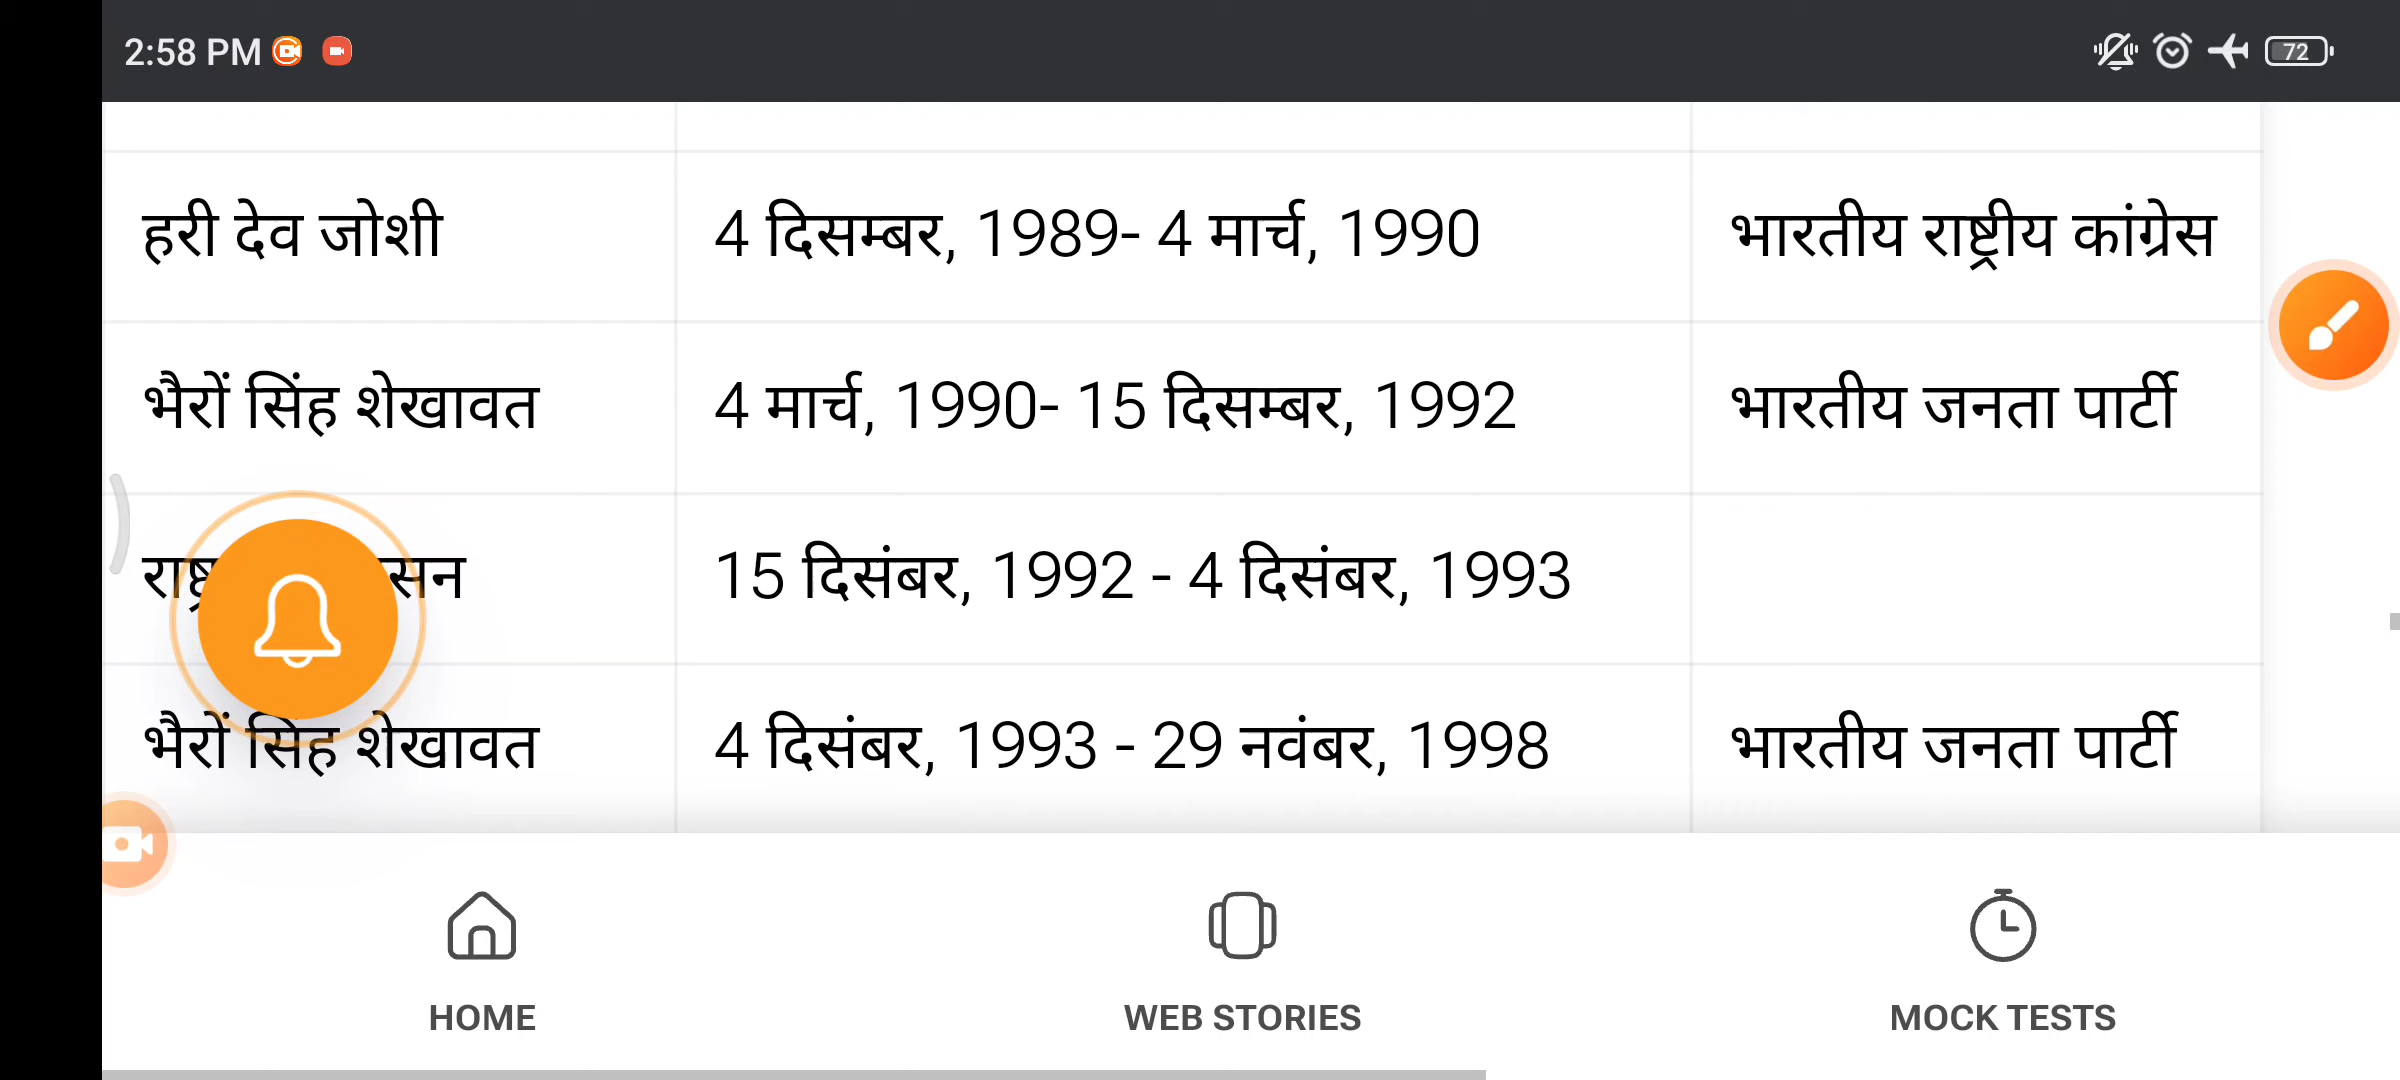 2:58 PM
72
हरी देव जोशी 4 दिसम्बर, 1989- 4 मार्च, 1990 भारतीय राष्ट्रीय कांग्रेस
भैरों सिंह शेखावत 4 मार्च, 1990- 15 दिसम्बर, 1992 भारतीय जनता पार्टी
15 दिसंबर, 1992 - 4 दिसंबर, 1993
भैरों सिंह शेखावत 4 दिसंबर, 1993 - 29 नवंबर, 1998 भारतीय जनता पार्टी
HOME WEB STORIES MOCK TESTS